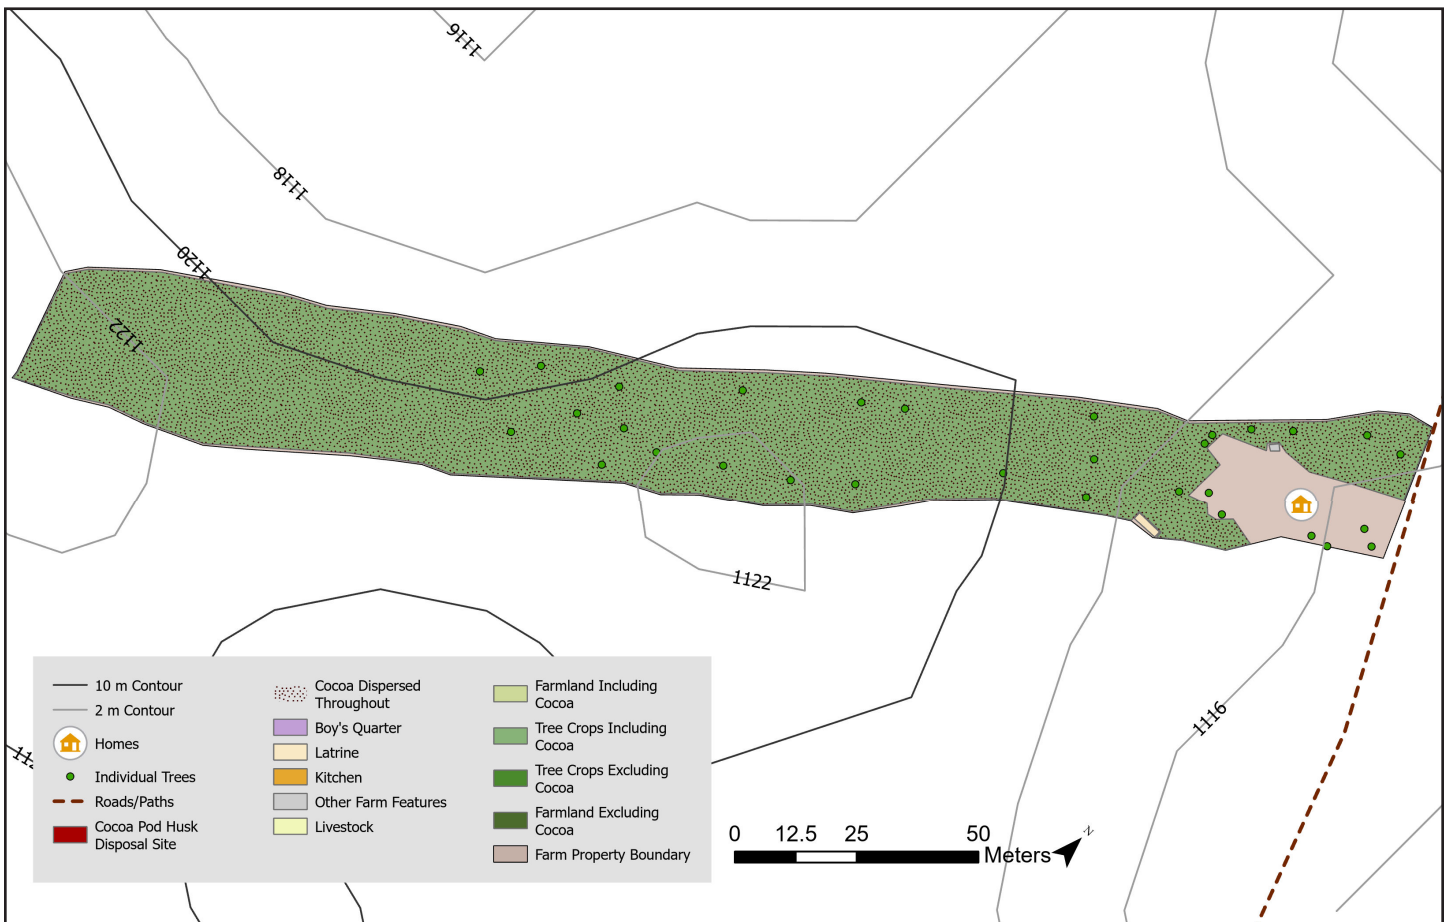 1116
1118
1120
1122
1122
1116
10 m Contour
2 m Contour
Homes
Individual Trees
Roads/Paths
Cocoa Pod Husk
Disposal Site
Cocoa Dispersed
Throughout
Boy's Quarter
Latrine
Kitchen
Other Farm Features
Livestock
Farmland Including
Cocoa
Tree Crops Including
Cocoa
Tree Crops Excluding
Cocoa
Farmland Excluding
Cocoa
Farm Property Boundary
0 12.5 25 50
Meters
N